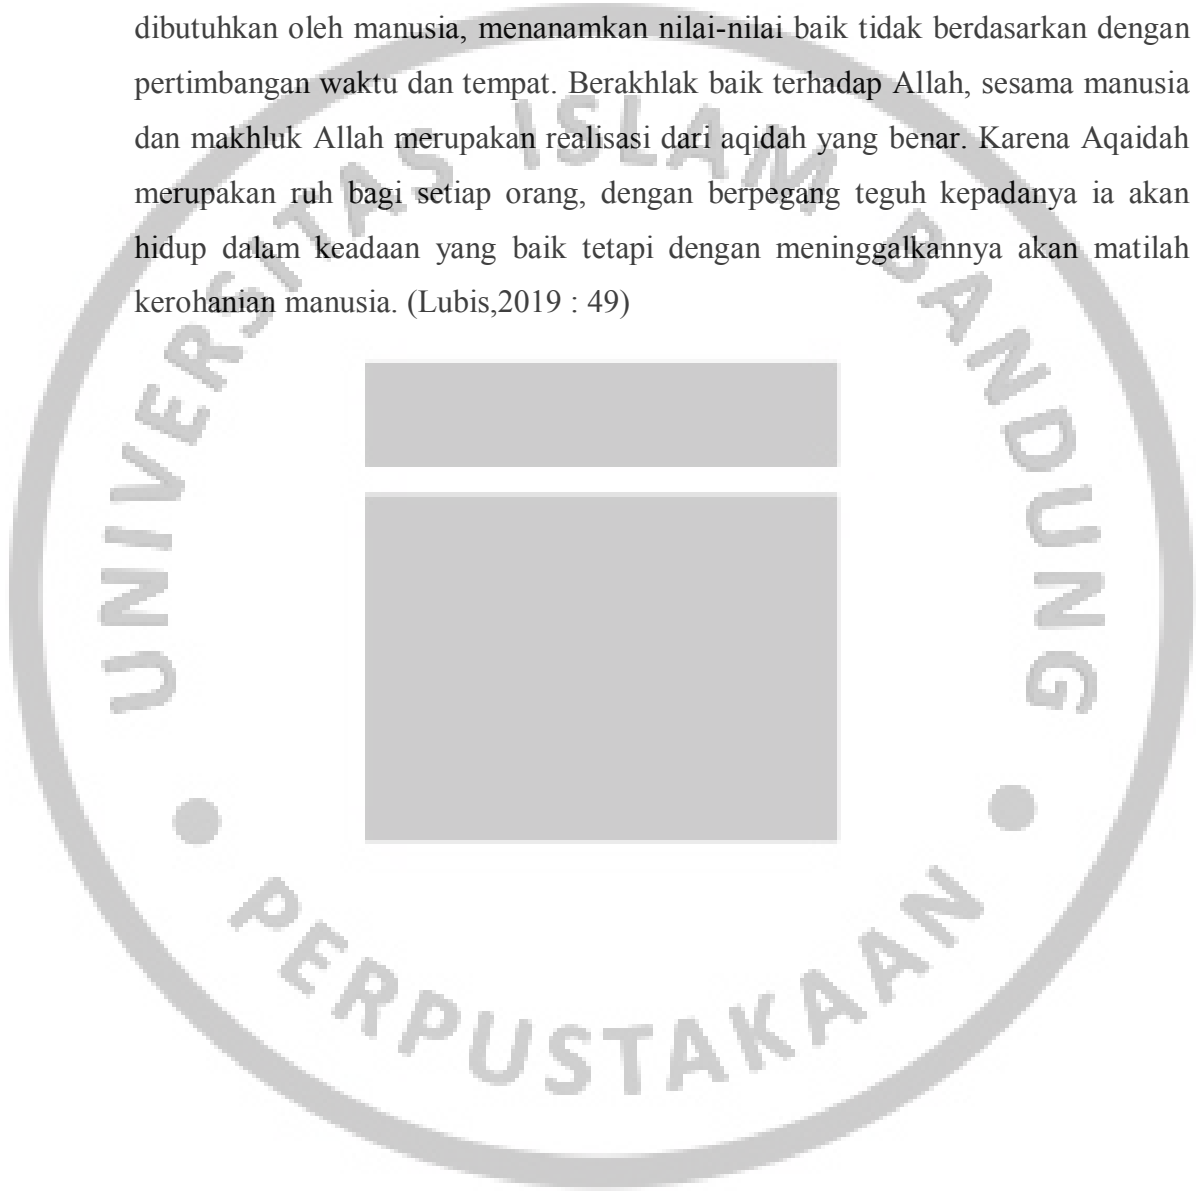 dibutuhkan oleh manusia, menanamkan nilai-nilai baik tidak berdasarkan dengan
pertimbangan waktu dan tempat. Berakhlak baik terhadap Allah, sesama manusia
dan makhluk Allah merupakan realisasi dari aqidah yang benar. Karena Aqaidah
merupakan ruh bagi setiap orang, dengan berpegang teguh kepadanya ia akan
hidup dalam keadaan yang baik tetapi dengan meninggalkannya akan matilah
kerohanian manusia. (Lubis,2019 : 49)
UNIVERSITAS ISLAM BANDUNG
PERPUSTAKAAN